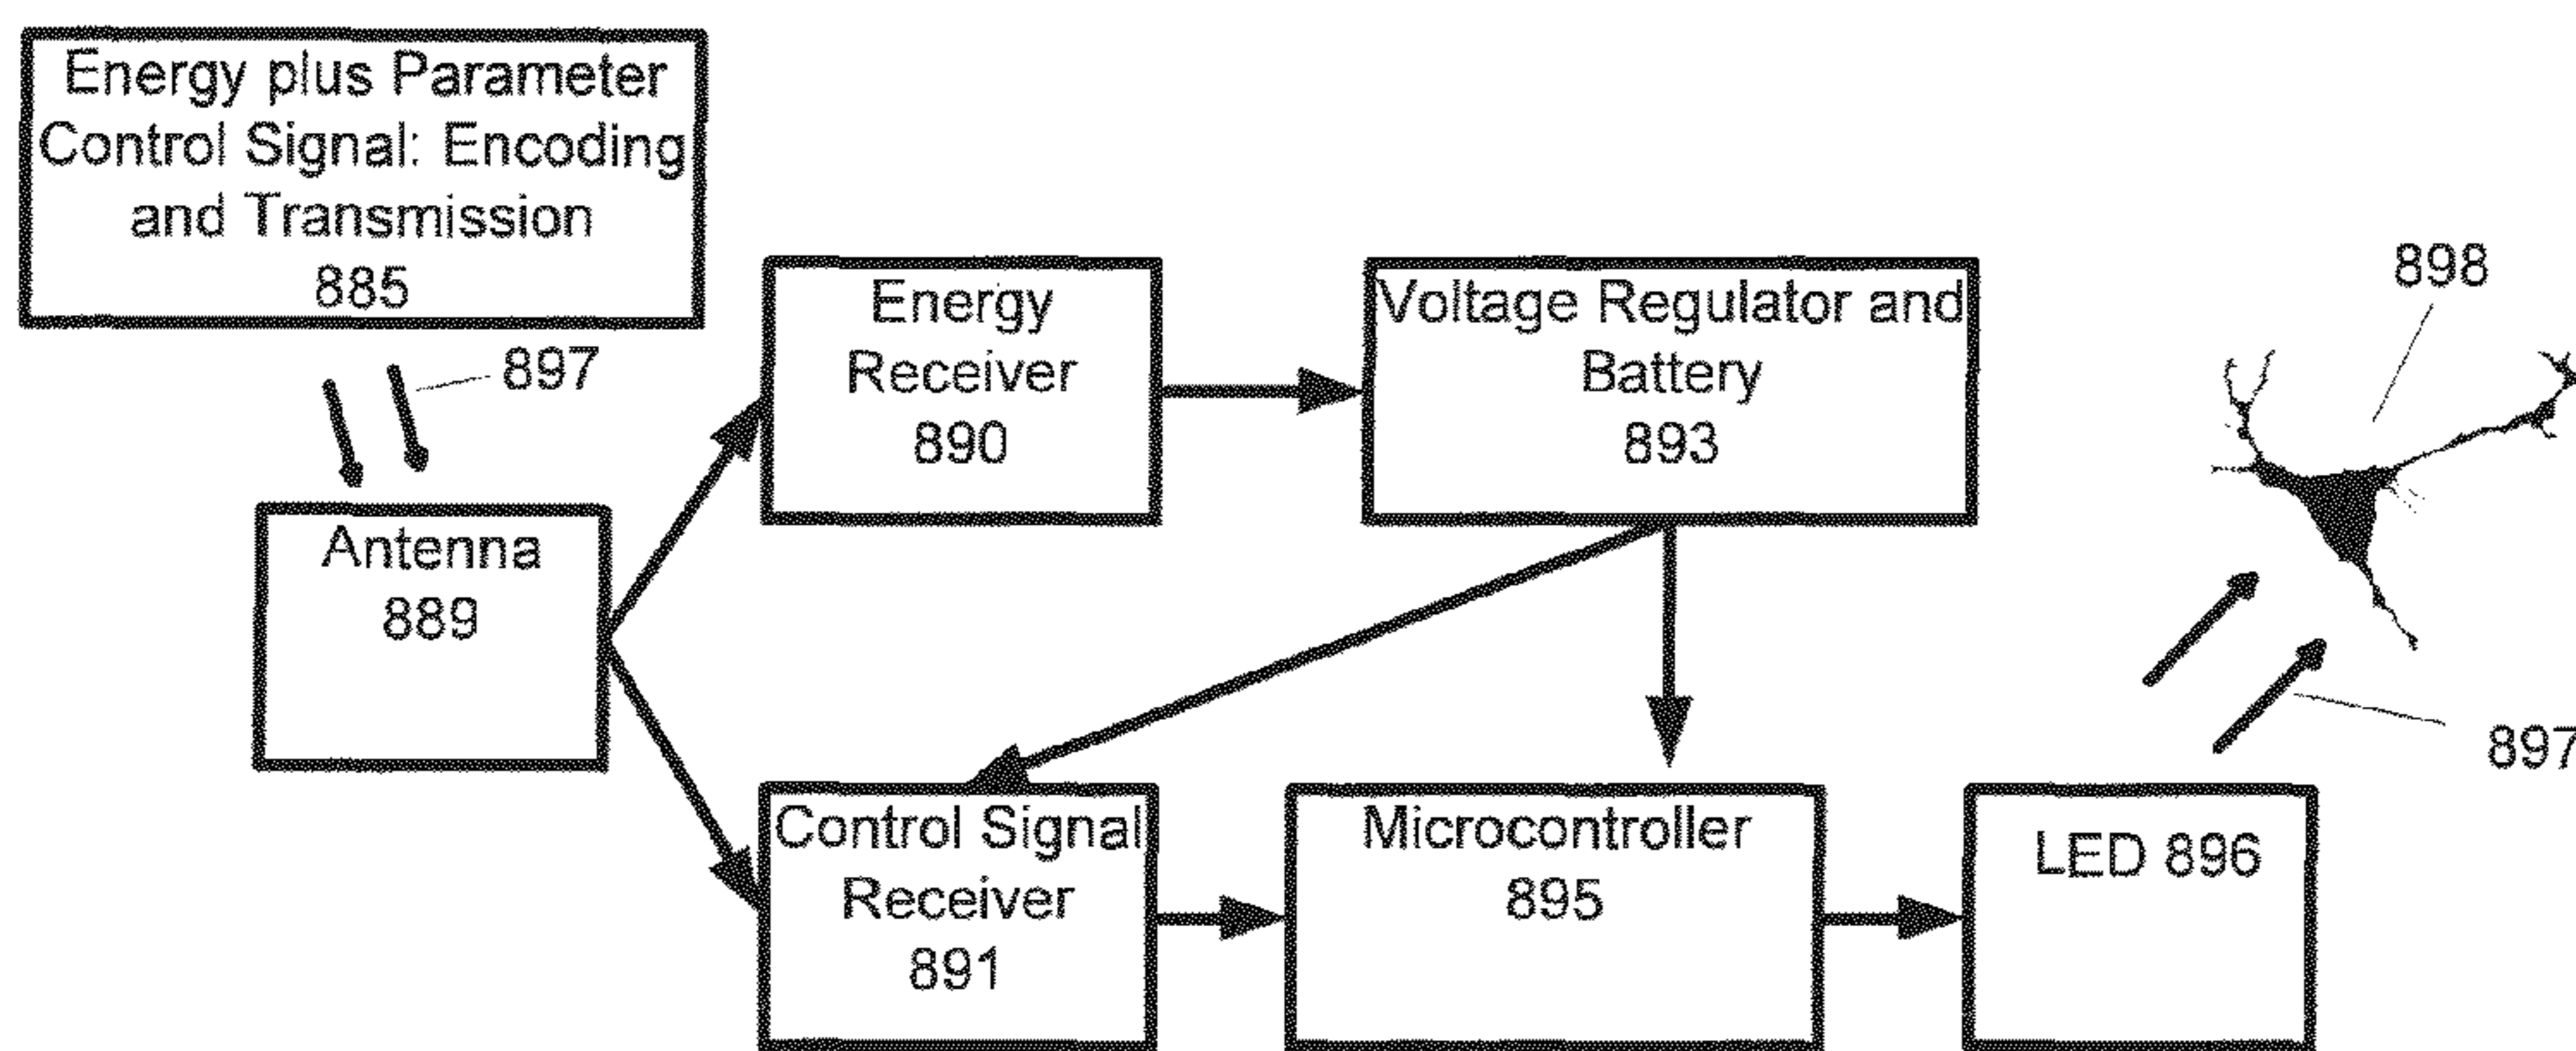 Energy plus Parameter
Control Signal: Encoding
and Transmission
885
897
Antenna
889
Energy
Receiver
890
Voltage Regulator and
Battery
893
898
Control Signal
Receiver
891
Microcontroller
895
LED 896
897